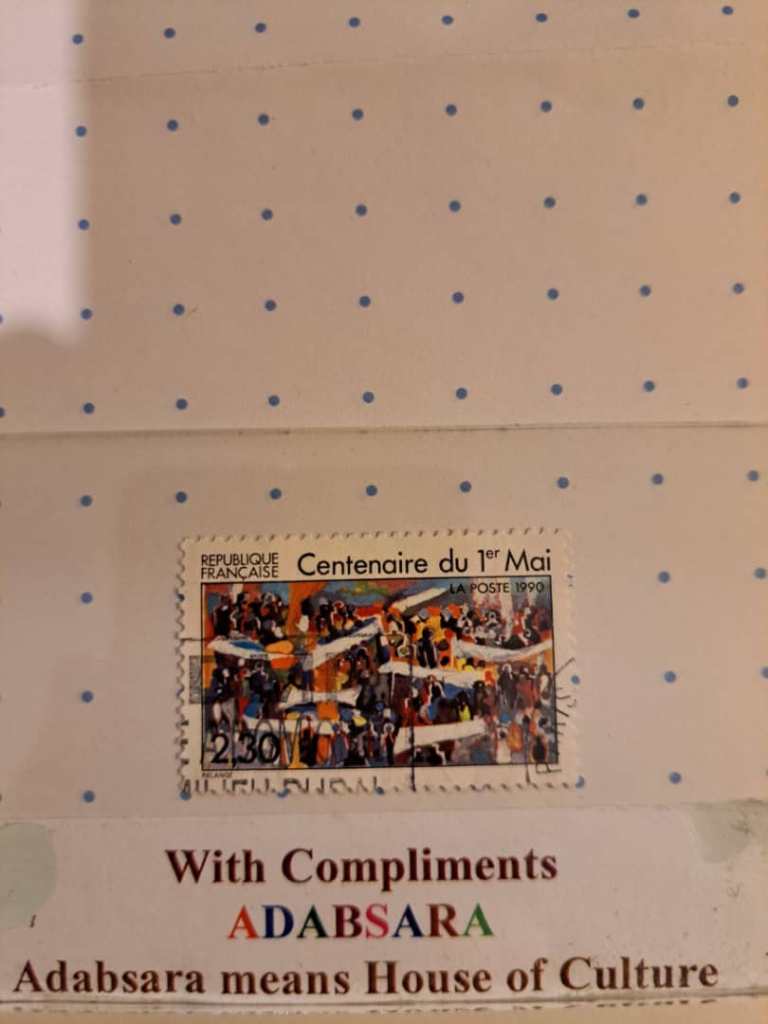 REPUBLIQUE
FRANÇAISE
Centenaire du 1er Mai
LA POSTE 1990
2,30
With Compliments
ADABSARA
Adabsara means House of Culture